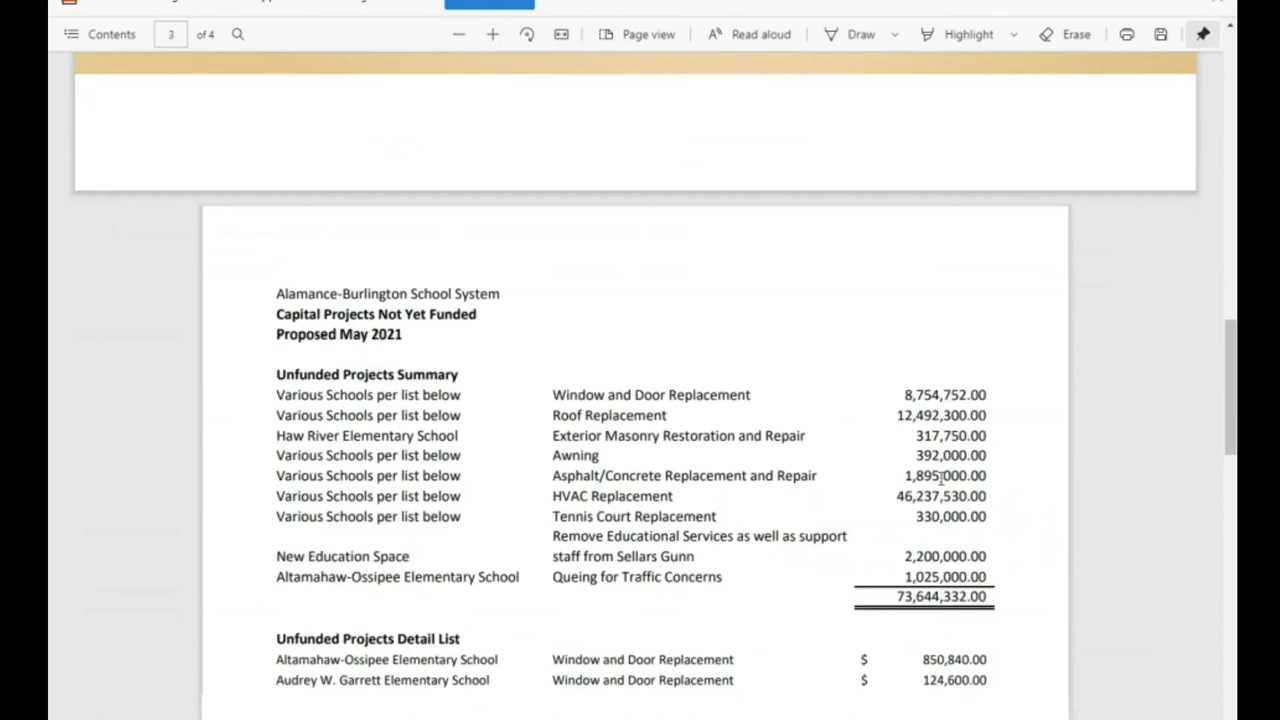 Contents 3 of 4 Page view Read aloud Draw Highlight Erase
Alamance-Burlington School System
Capital Projects Not Yet Funded
Proposed May 2021
Unfunded Projects Summary
Various Schools per list below Window and Door Replacement 8,754,752.00
Various Schools per list below Roof Replacement 12,492,300.00
Haw River Elementary School Exterior Masonry Restoration and Repair 317,750.00
Various Schools per list below Awning 392,000.00
Various Schools per list below Asphalt/Concrete Replacement and Repair 1,895,000.00
Various Schools per list below HVAC Replacement 46,237,530.00
Various Schools per list below Tennis Court Replacement 330,000.00
Remove Educational Services as well as support
New Education Space staff from Sellars Gunn 2,200,000.00
Altamahaw-Ossipee Elementary School Queing for Traffic Concerns 1,025,000.00
73,644,332.00
Unfunded Projects Detail List
Altamahaw-Ossipee Elementary School Window and Door Replacement $ 850,840.00
Audrey W. Garrett Elementary School Window and Door Replacement $ 124,600.00